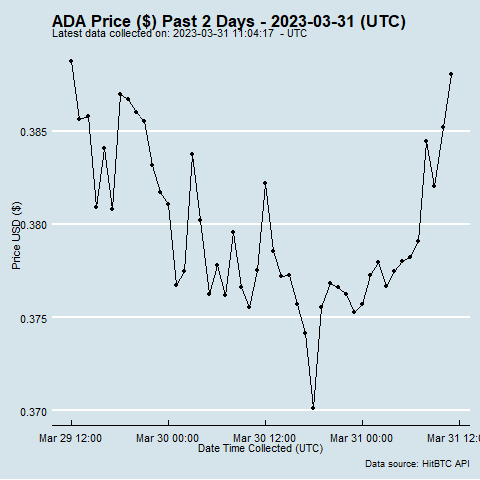 ADA Price ($) Past 2 Days - 2023-03-31 (UTC)
Latest data collected on: 2023-03-31 11:04:17 - UTC
Price USD ($)
0.385
0.380
0.375
0.370
Mar 29 12:00 Mar 30 00:00 Mar 30 12:00 Mar 31 00:00 Mar 31 12:
Date Time Collected (UTC)
Data source: HitBTC API